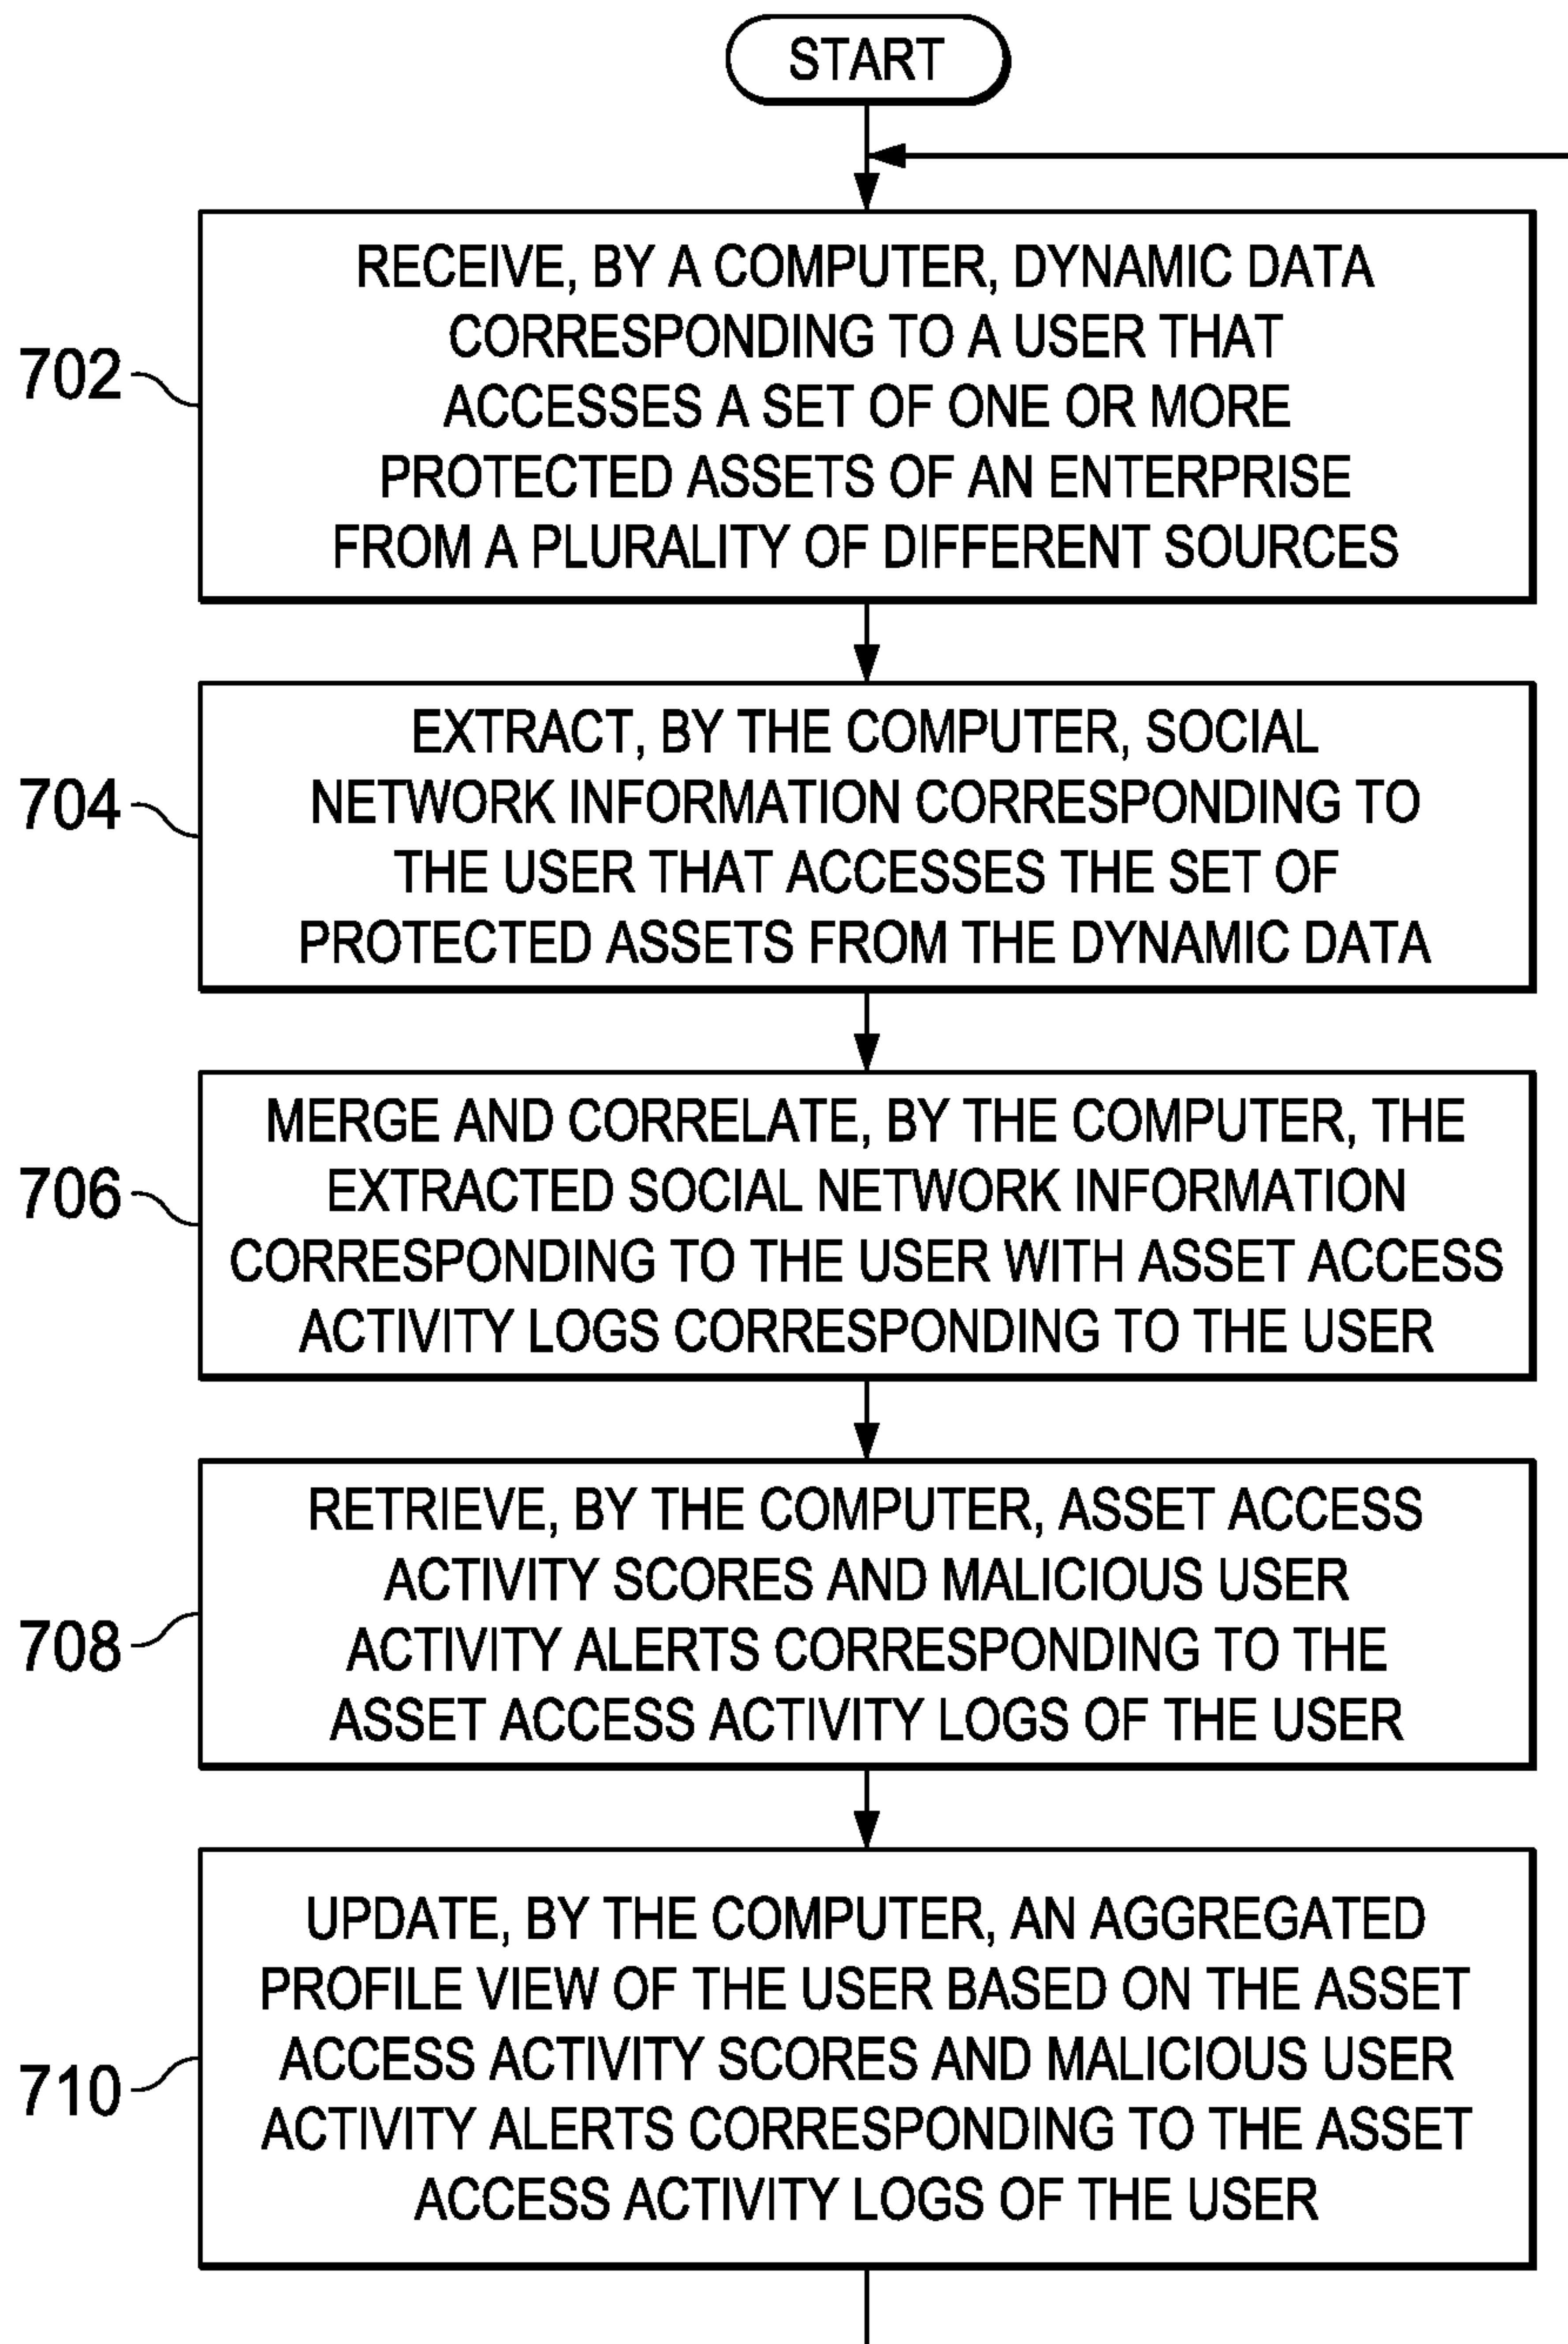 START
RECEIVE, BY A COMPUTER, DYNAMIC DATA
CORRESPONDING TO A USER THAT
ACCESSES A SET OF ONE OR MORE
PROTECTED ASSETS OF AN ENTERPRISE
FROM A PLURALITY OF DIFFERENT SOURCES
702
EXTRACT, BY THE COMPUTER, SOCIAL
NETWORK INFORMATION CORRESPONDING TO
THE USER THAT ACCESSES THE SET OF
PROTECTED ASSETS FROM THE DYNAMIC DATA
704
MERGE AND CORRELATE, BY THE COMPUTER, THE
EXTRACTED SOCIAL NETWORK INFORMATION
CORRESPONDING TO THE USER WITH ASSET ACCESS
ACTIVITY LOGS CORRESPONDING TO THE USER
706
RETRIEVE, BY THE COMPUTER, ASSET ACCESS
ACTIVITY SCORES AND MALICIOUS USER
ACTIVITY ALERTS CORRESPONDING TO THE
ASSET ACCESS ACTIVITY LOGS OF THE USER
708
UPDATE, BY THE COMPUTER, AN AGGREGATED
PROFILE VIEW OF THE USER BASED ON THE ASSET
ACCESS ACTIVITY SCORES AND MALICIOUS USER
ACTIVITY ALERTS CORRESPONDING TO THE ASSET
ACCESS ACTIVITY LOGS OF THE USER
710